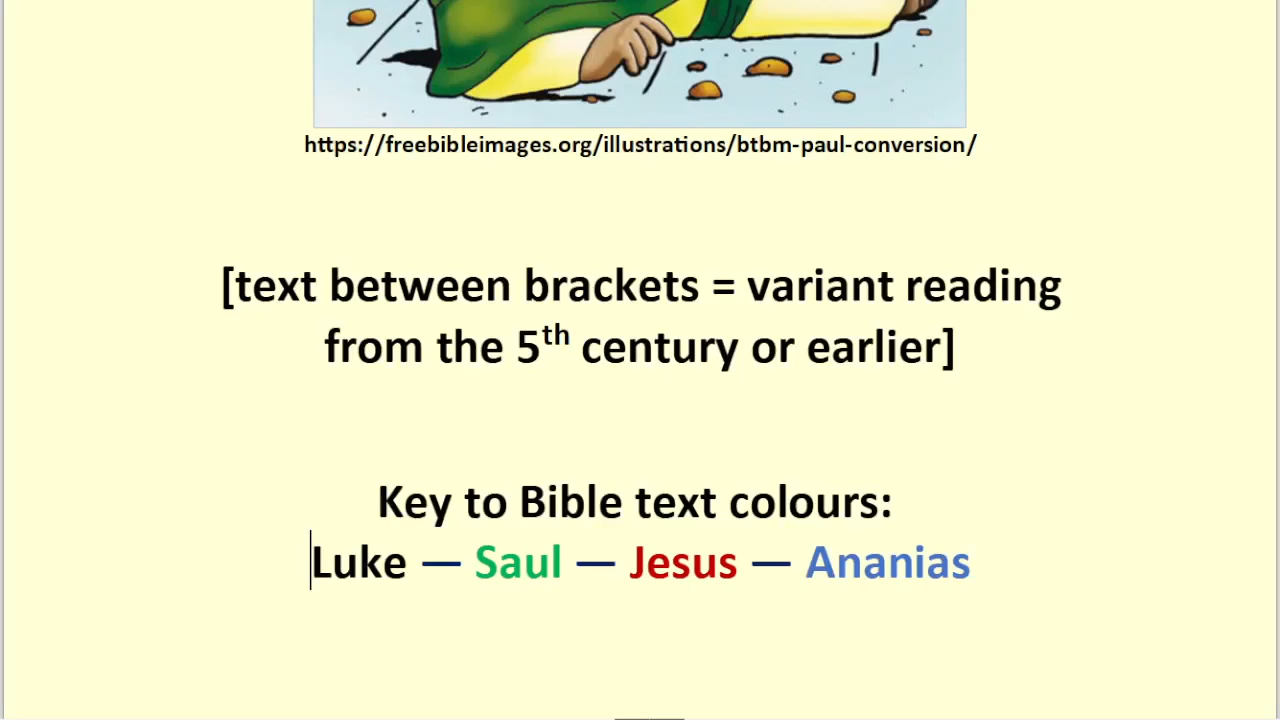 https://freebibleimages.org/illustrations/btbm-paul-conversion/
[text between brackets = variant reading
from the 5th century or earlier]
Key to Bible text colours:
Luke — Saul — Jesus — Ananias